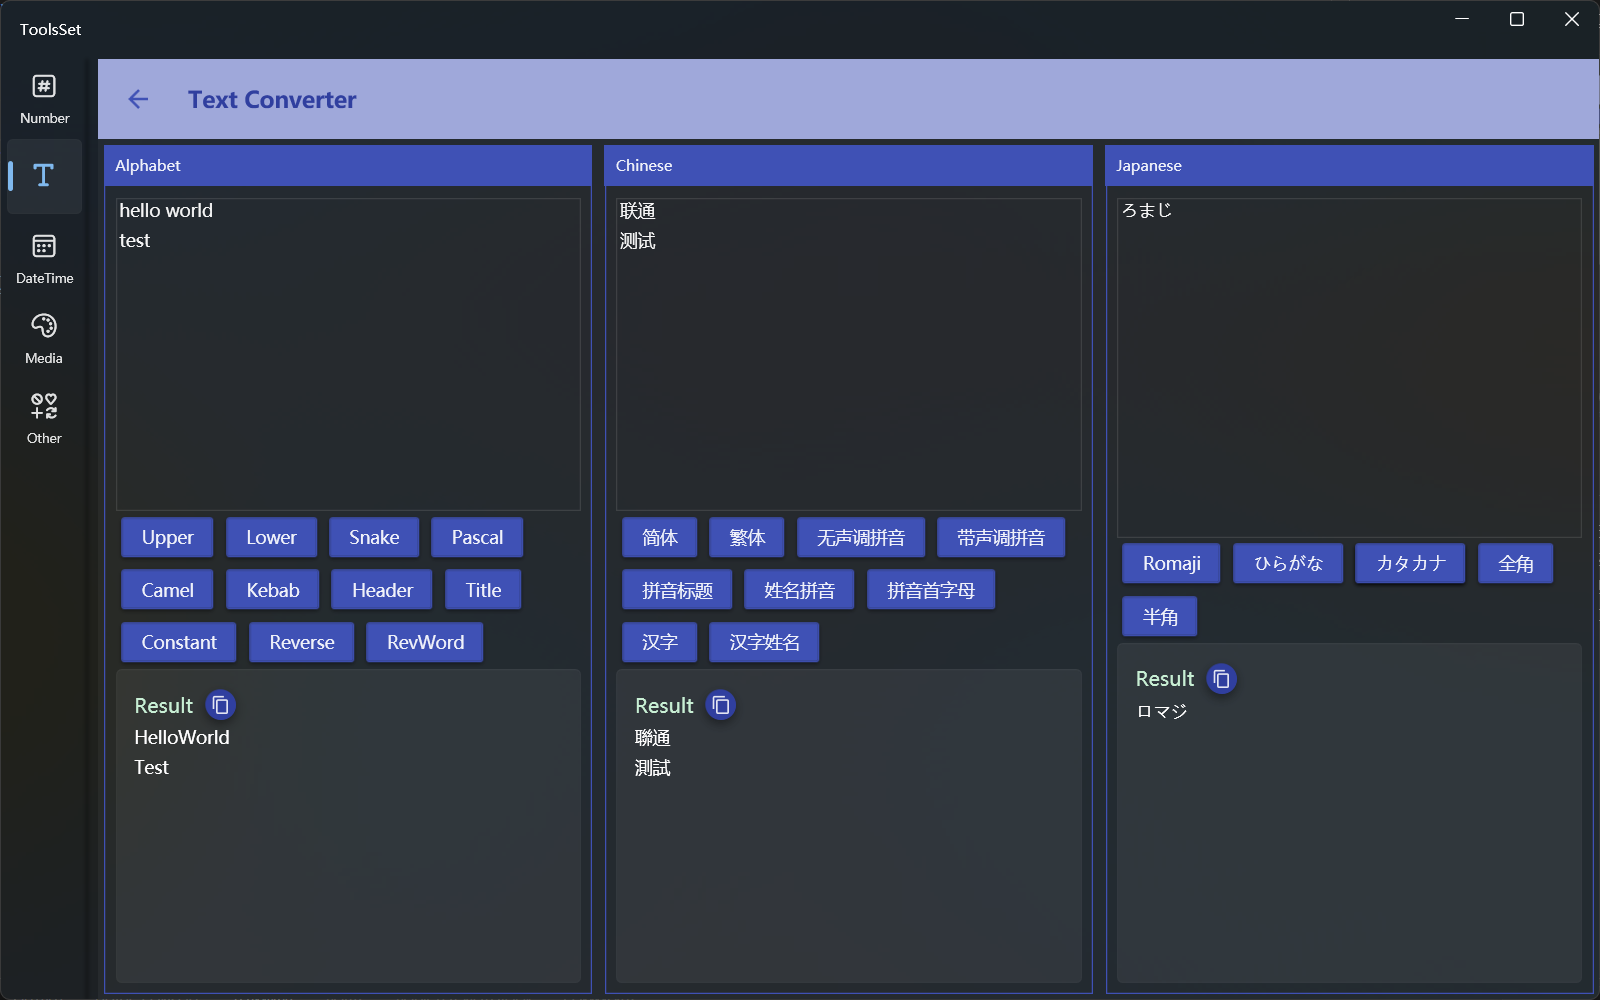 ToolsSet
Number
DateTime
Media
Other
Text Converter
Alphabet
hello world
test
Upper Lower Snake Pascal
Camel Kebab Header Title
Constant Reverse RevWord
Result
HelloWorld
Test
Chinese
联通
测试
简体 繁体 无声调拼音 带声调拼音
拼音标题 姓名拼音 拼音首字母
汉字 汉字姓名
Result
聯通
測試
Japanese
ろまじ
Romaji ひらがな カタカナ 全角
半角
Result
ロマジ